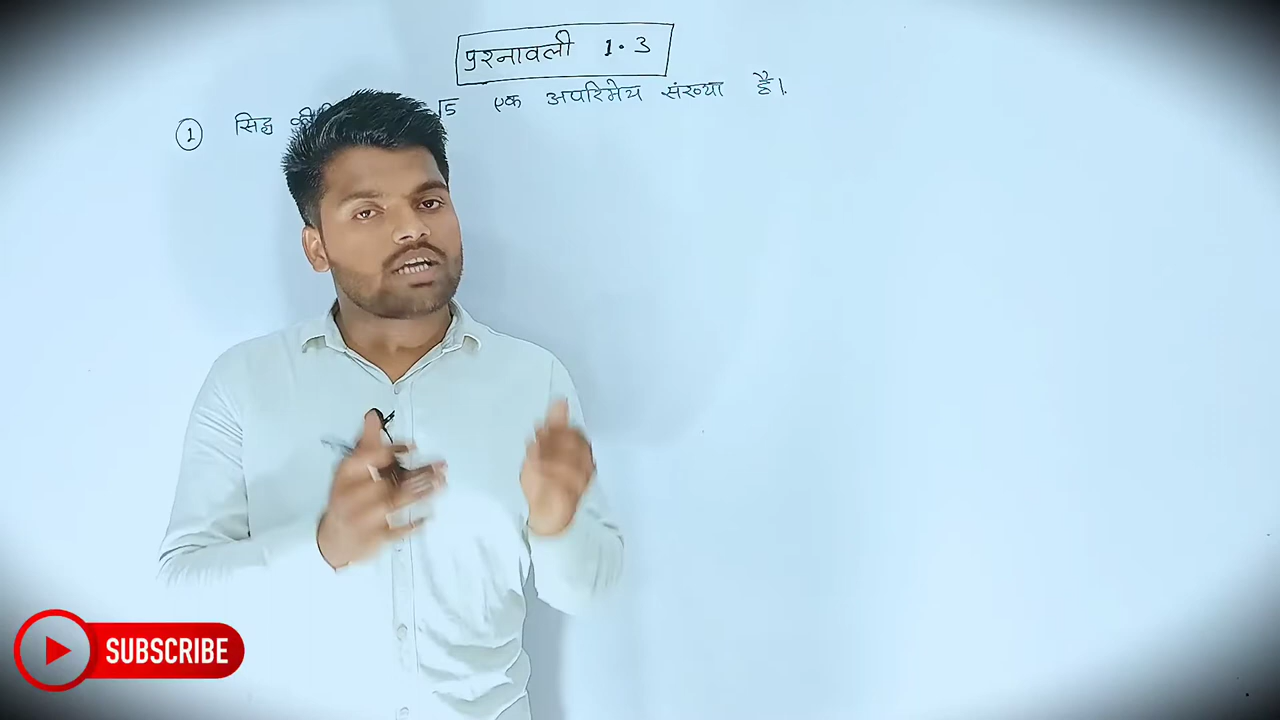 प्रश्नावली 1.3
① सिद्ध √5 एक अपरिमेय संख्या है।
SUBSCRIBE